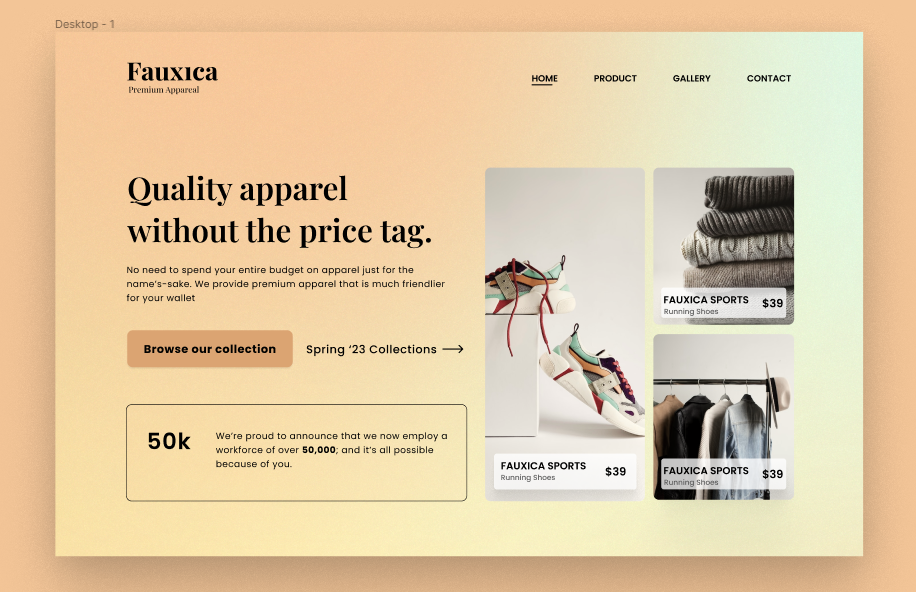 Desktop - 1
Fauxica
Premium Appareal
HOME PRODUCT GALLERY CONTACT
Quality apparel
without the price tag.
No need to spend your entire budget on apparel just for the
name's-sake. We provide premium apparel that is much friendlier
for your wallet
Browse our collection
Spring '23 Collections
50k
We're proud to announce that we now employ a
workforce of over 50,000; and it's all possible
because of you.
FAUXICA SPORTS
Running Shoes
$39
FAUXICA SPORTS
Running Shoes
$39
FAUXICA SPORTS
Running Shoes
$39